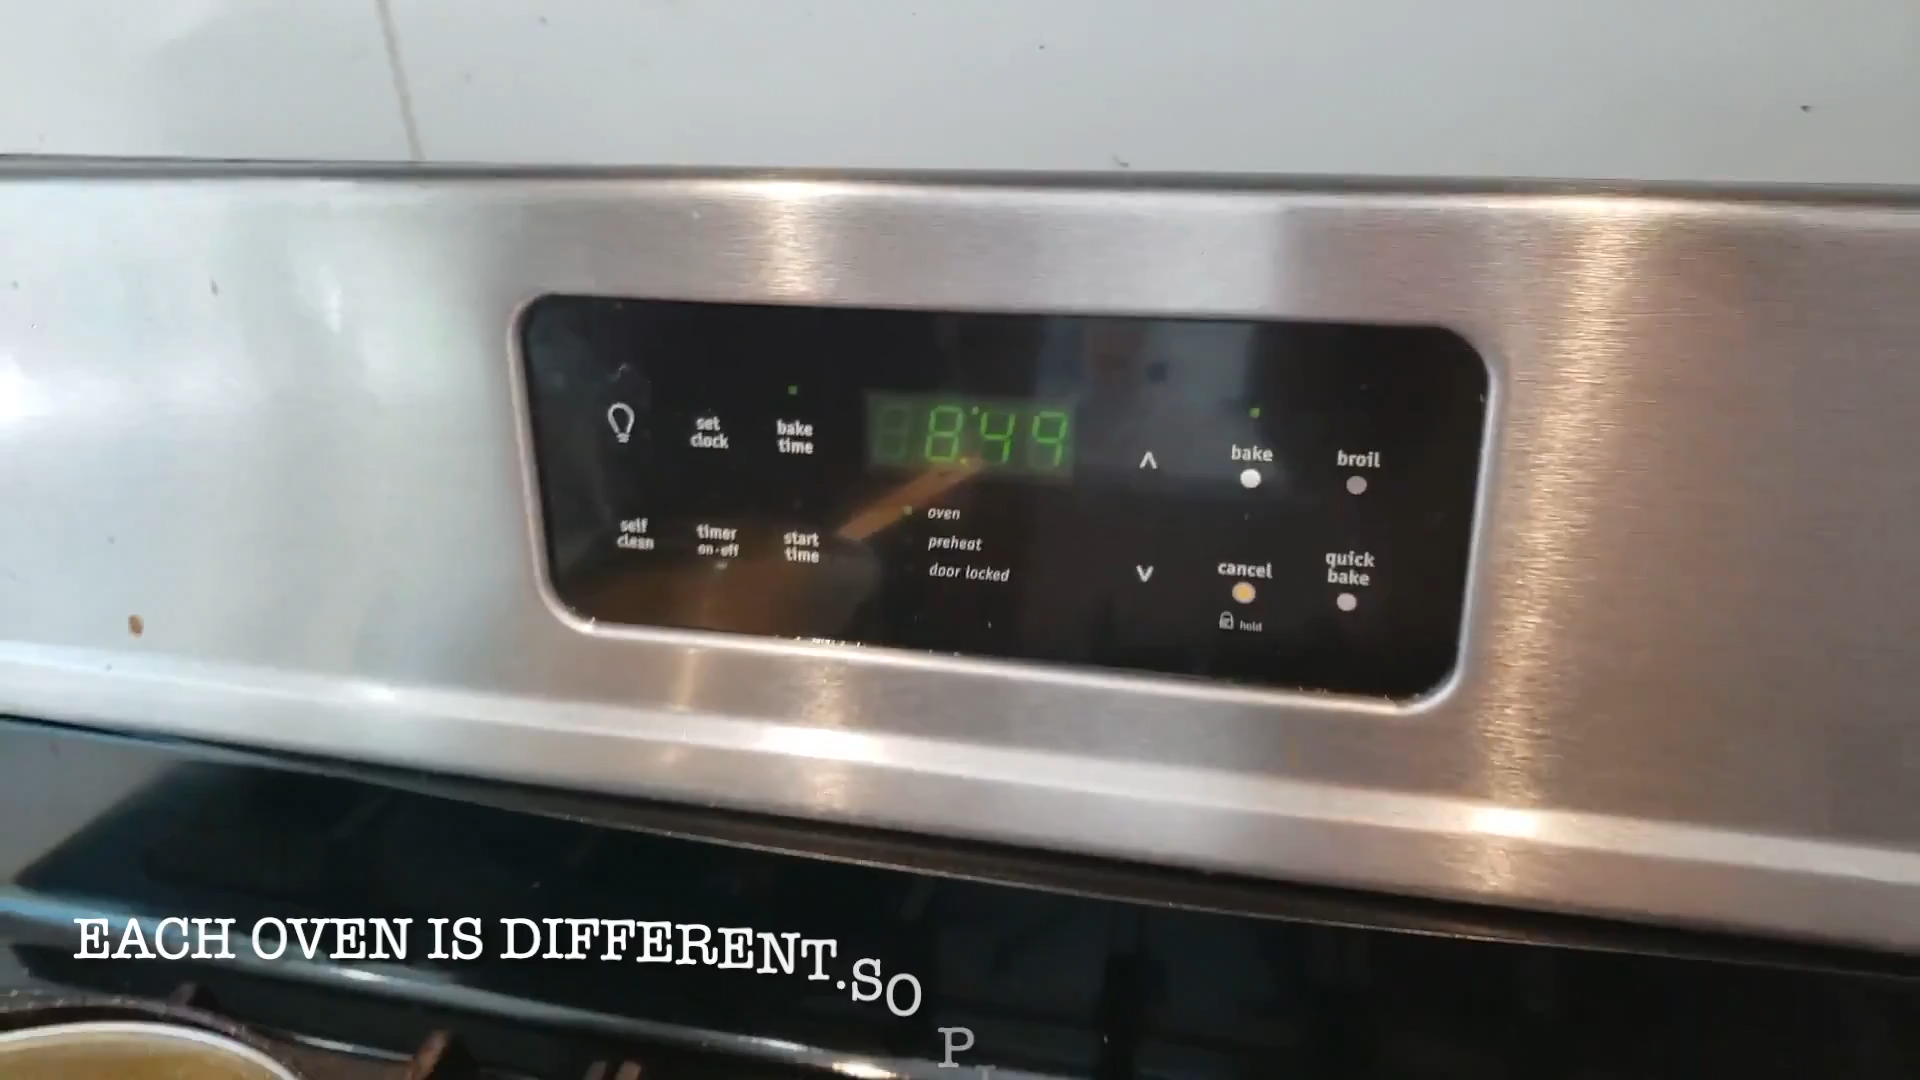 set
clock
bake
time
8:49
bake
broil
self
clean
timer
on·off
start
time
oven
preheat
door locked
cancel
hold
quick
bake
EACH OVEN IS DIFFERENT.SO
P